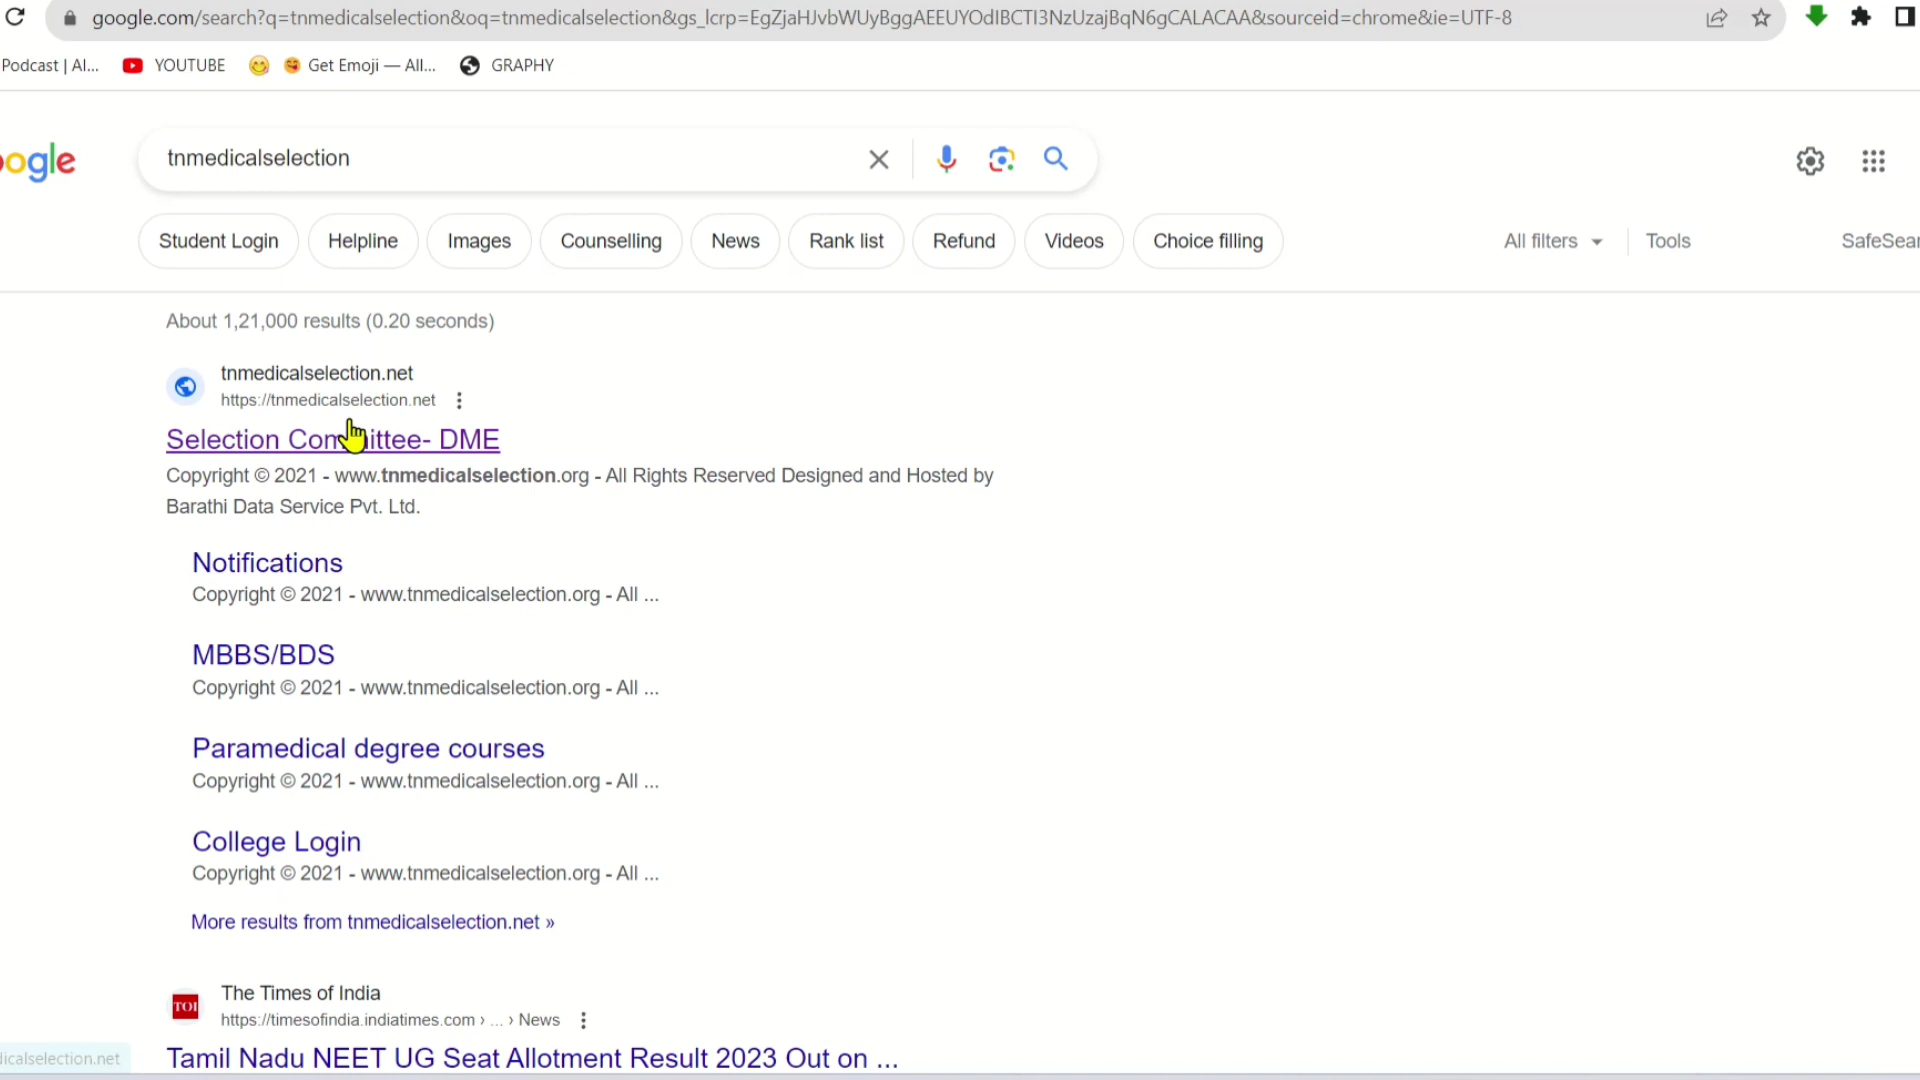 google.com/search?q=tnmedicalselection&oq=tnmedicalselection&gs_lcrp=EgZjaHJvbWUyBggAEEUYOdIBCTI3NzUzajBqN6gCALACAA&sourceid=chrome&ie=UTF-8
Podcast | AI... YOUTUBE Get Emoji — All... GRAPHY
ogle tnmedicalselection
Student Login Helpline Images Counselling News Rank list Refund Videos Choice filling All filters Tools SafeSear
About 1,21,000 results (0.20 seconds)
tnmedicalselection.net
https://tnmedicalselection.net
Selection Committee- DME
Copyright © 2021 - www.tnmedicalselection.org - All Rights Reserved Designed and Hosted by
Barathi Data Service Pvt. Ltd.
Notifications
Copyright © 2021 - www.tnmedicalselection.org - All ...
MBBS/BDS
Copyright © 2021 - www.tnmedicalselection.org - All ...
Paramedical degree courses
Copyright © 2021 - www.tnmedicalselection.org - All ...
College Login
Copyright © 2021 - www.tnmedicalselection.org - All ...
More results from tnmedicalselection.net »
TOI The Times of India
https://timesofindia.indiatimes.com › ... › News
dicalselection.net
Tamil Nadu NEET UG Seat Allotment Result 2023 Out on ...